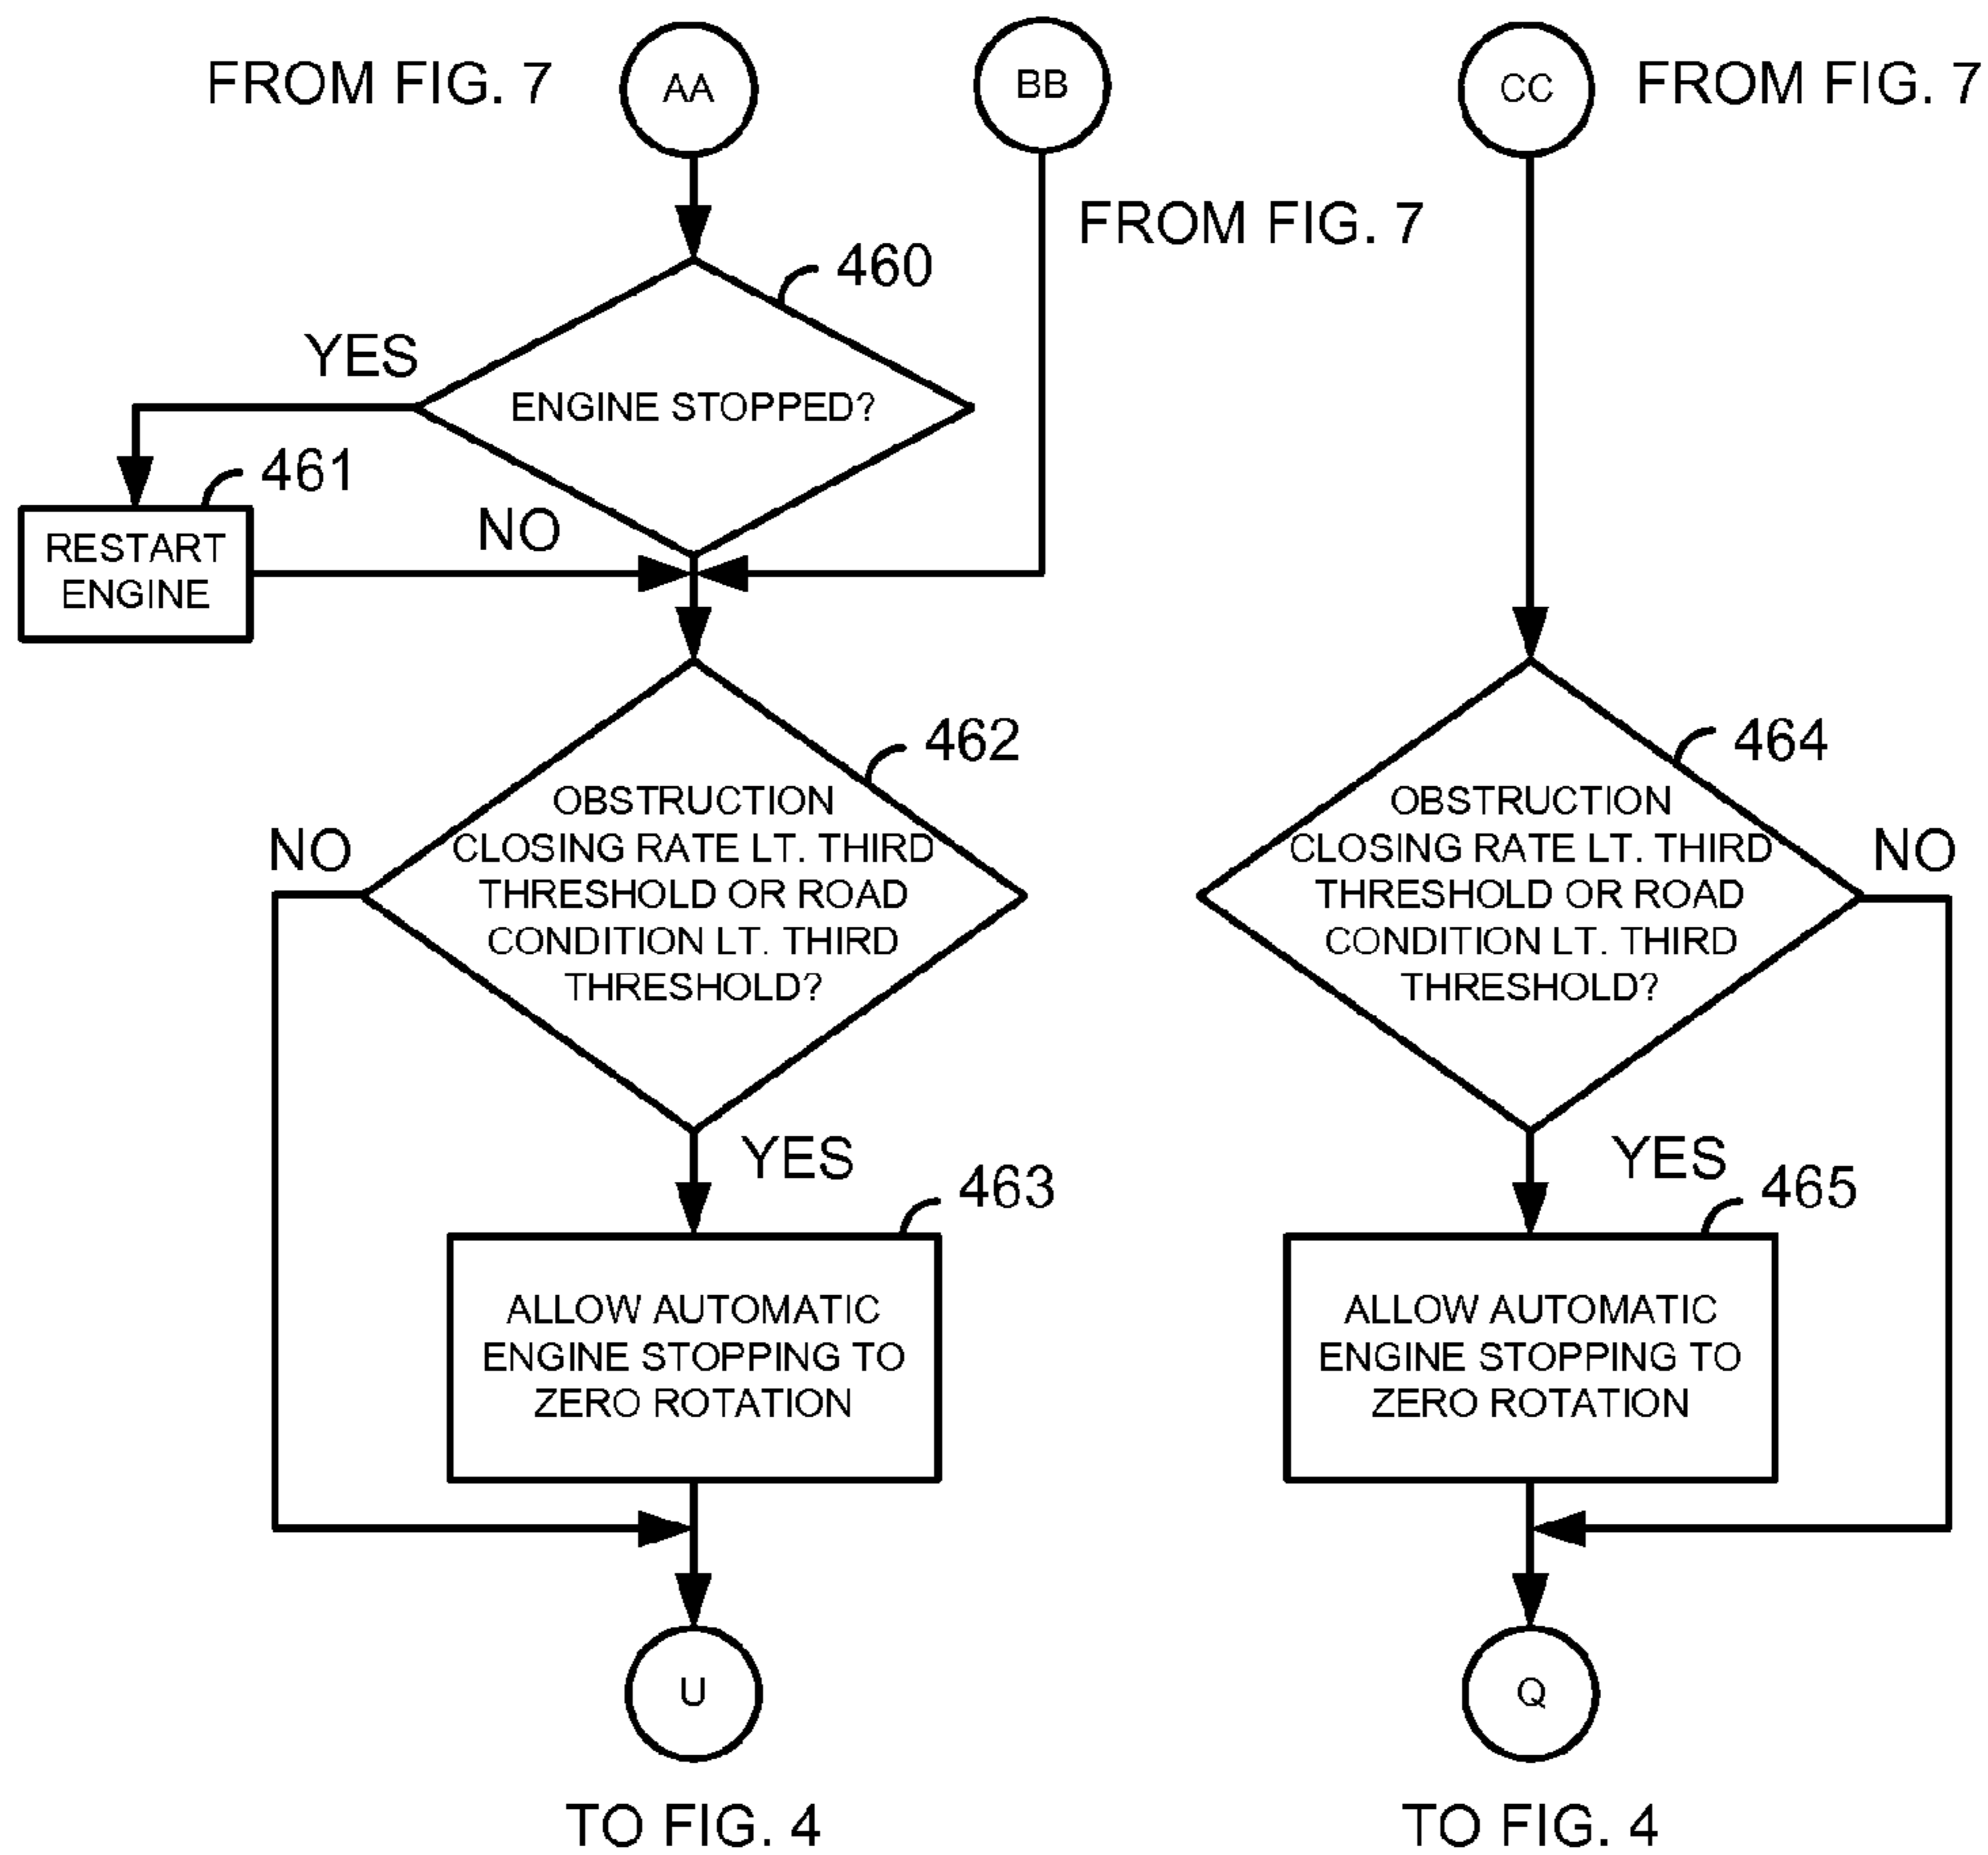 FROM FIG. 7
AA
BB
CC
FROM FIG. 7
FROM FIG. 7
460
YES
ENGINE STOPPED?
461
NO
RESTART
ENGINE
462
OBSTRUCTION
CLOSING RATE LT. THIRD
THRESHOLD OR ROAD
CONDITION LT. THIRD
THRESHOLD?
NO
YES
463
ALLOW AUTOMATIC
ENGINE STOPPING TO
ZERO ROTATION
U
TO FIG. 4
464
OBSTRUCTION
CLOSING RATE LT. THIRD
THRESHOLD OR ROAD
CONDITION LT. THIRD
THRESHOLD?
NO
YES
465
ALLOW AUTOMATIC
ENGINE STOPPING TO
ZERO ROTATION
Q
TO FIG. 4